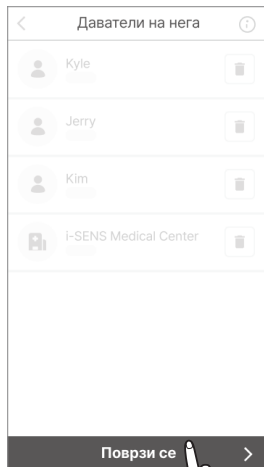 Даватели на нега
Kyle
Jerry
Kim
i-SENS Medical Center
Поврзи се